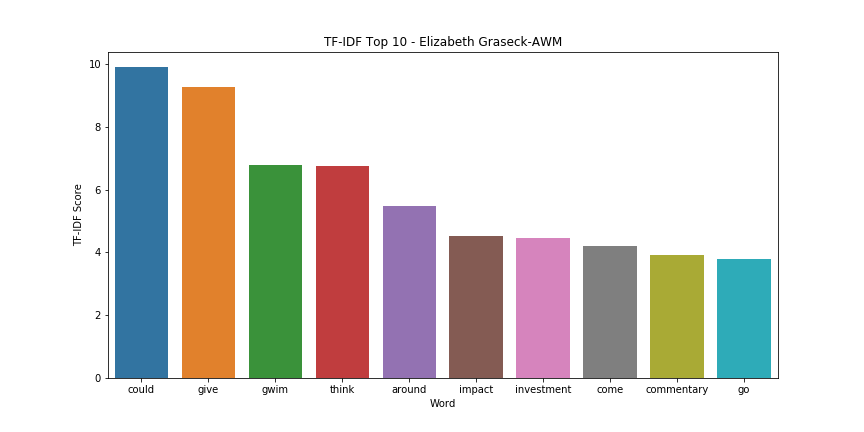 TF-IDF Top 10 - Elizabeth Graseck-AWM
TF-IDF Score
10
8
6
4
2
0
could give gwim think around impact investment come commentary go
Word